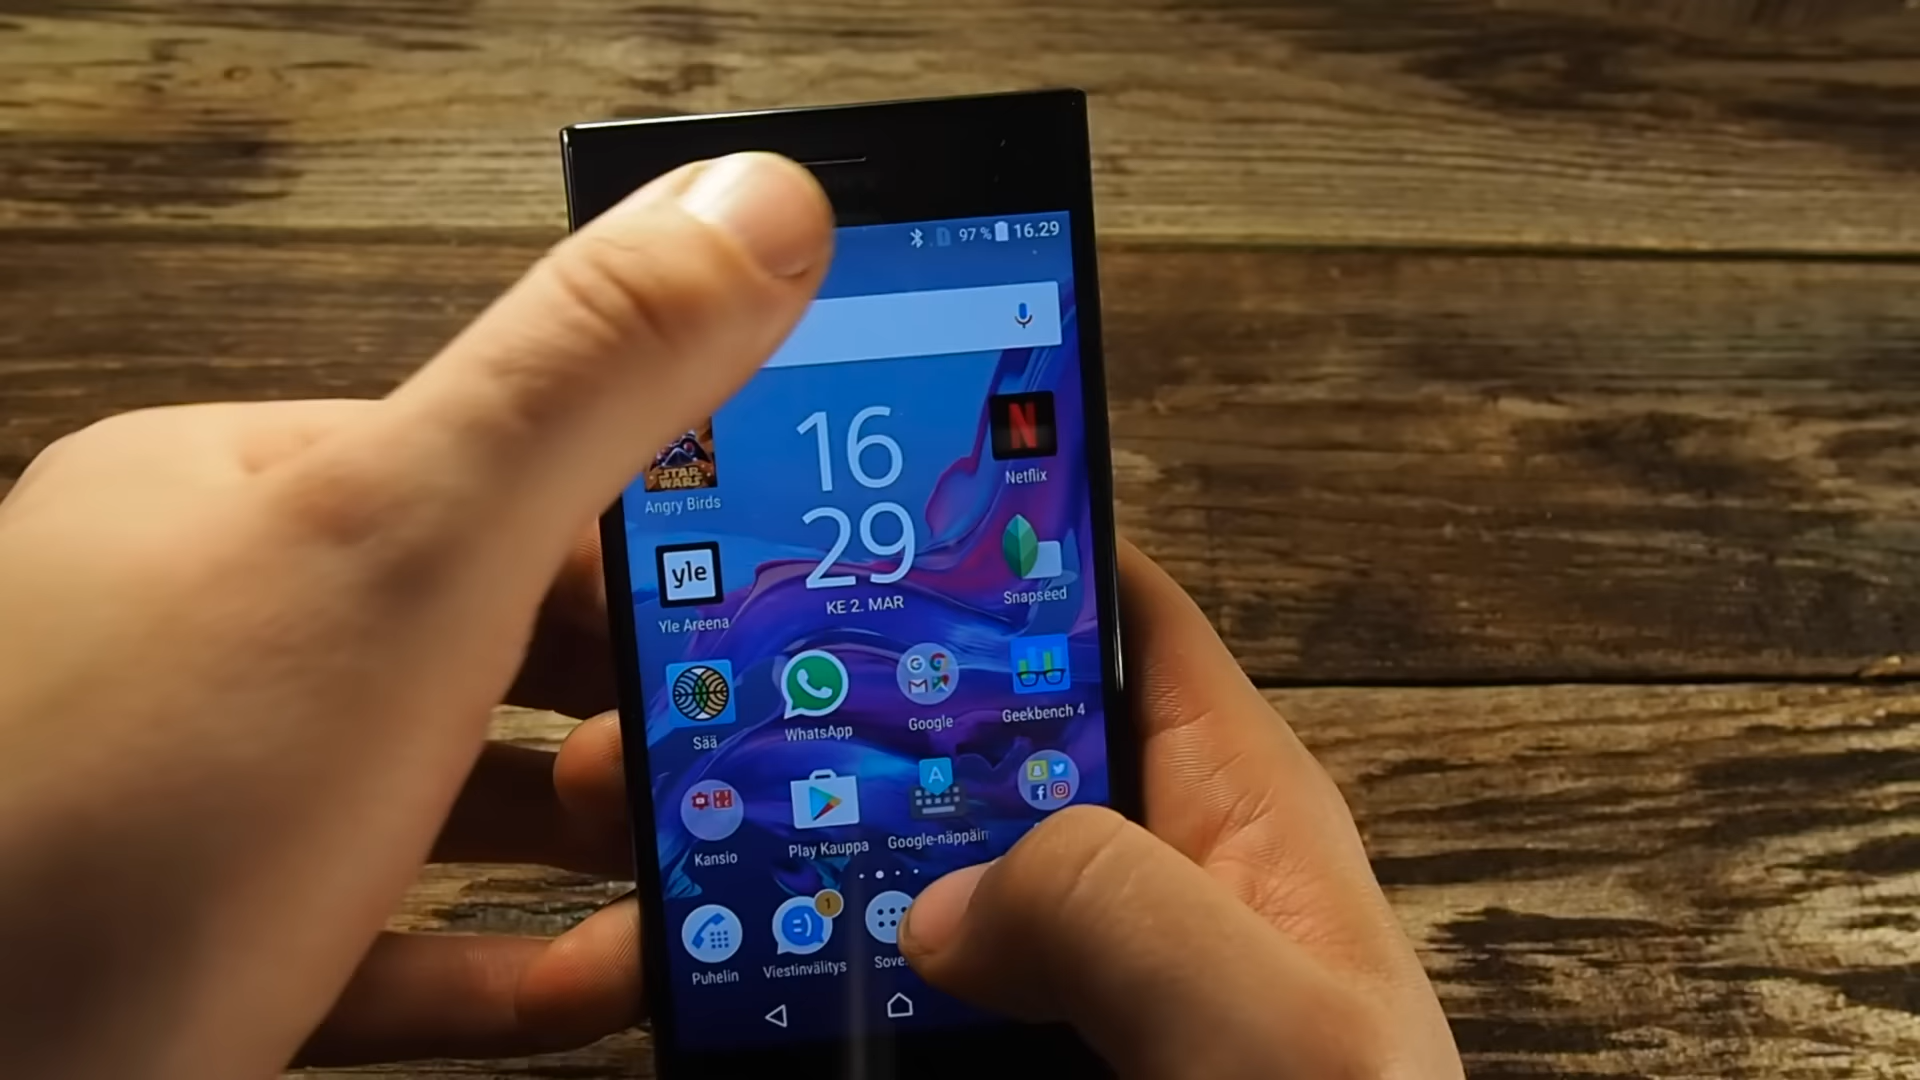 97 % 16.29
16
29
KE 2. MAR
STAR
WARS
Angry Birds
N
Netflix
yle
Yle Areena
Snapseed
Sää
WhatsApp
Google
Geekbench 4
Kansio
Play Kauppa
A
Google-näppäin
1
Puhelin
Viestinvälitys
Sove